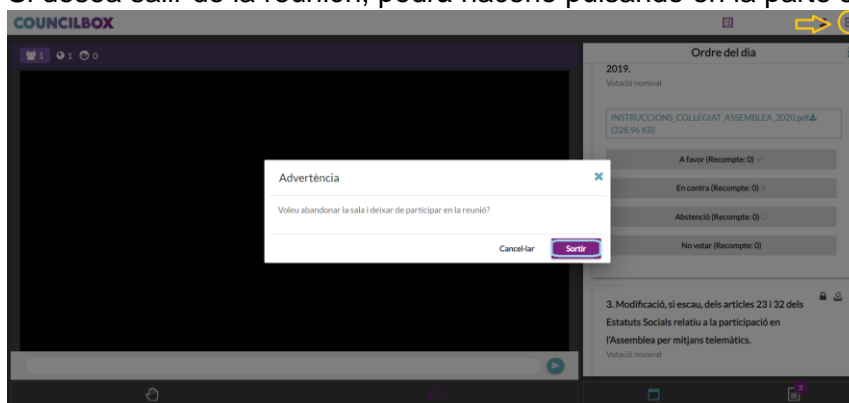 Si desea salir de la reunión, podrá hacerlo pulsando en la parte s
COUNCILBOX
1 1 0
Ordre del dia
2019.
Votació nominal
INSTRUCCIONS_COLLEGIAT_ASSEMBLEA_2020.pdf
(228.96 KB)
A favor (Recompte: 0)
En contra (Recompte: 0)
Abstenció (Recompte: 0)
No votar (Recompte: 0)
Advertència
Voleu abandonar la sala i deixar de participar en la reunió?
Cancel·lar Sortir
3. Modificació, si escau, dels articles 23 i 32 dels
Estatuts Socials relatiu a la participació en
l'Assemblea per mitjans telemàtics.
Votació nominal
3